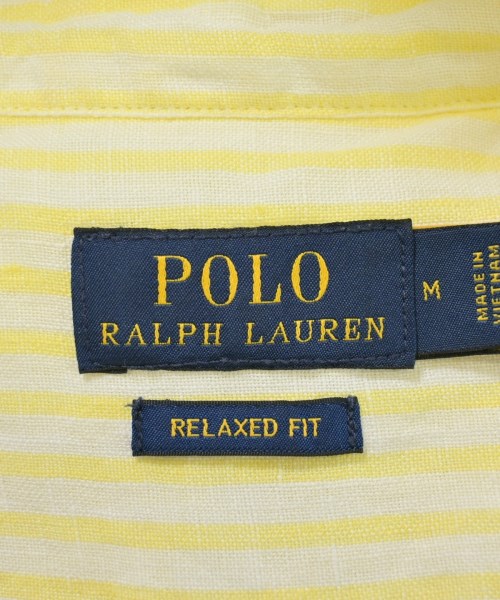 POLO
RALPH LAUREN
M
MADE IN
VIETNAM
RELAXED FIT